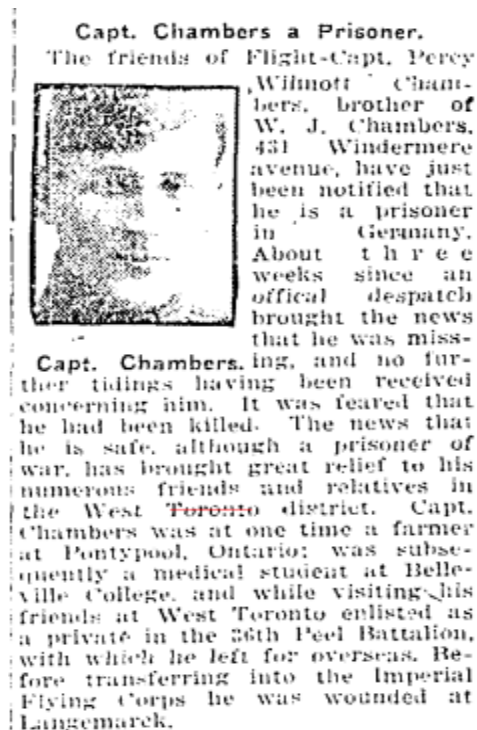 Capt. Chambers a Prisoner.
The friends of Flight-Capt. Percy
Wilmott Cham-
bers, brother of
W. J. Chambers,
431 Windermere
avenue, have just
been notified that
he is a prisoner
in Germany.
About three
weeks since an
offical despatch
brought the news
that he was miss-
Capt. Chambers. ing, and no fur-
ther tidings having been received
concerning him. It was feared that
he had been killed. The news that
he is safe, although a prisoner of
war, has brought great relief to his
numerous friends and relatives in
the West Toronto district. Capt.
Chambers was at one time a farmer
at Pontypool, Ontario; was subse-
quently a medical student at Belle-
ville College, and while visiting his
friends at West Toronto enlisted as
a private in the 36th Peel Battalion,
with which he left for overseas. Be-
fore transferring into the Imperial
Flying Corps he was wounded at
Langemarck.